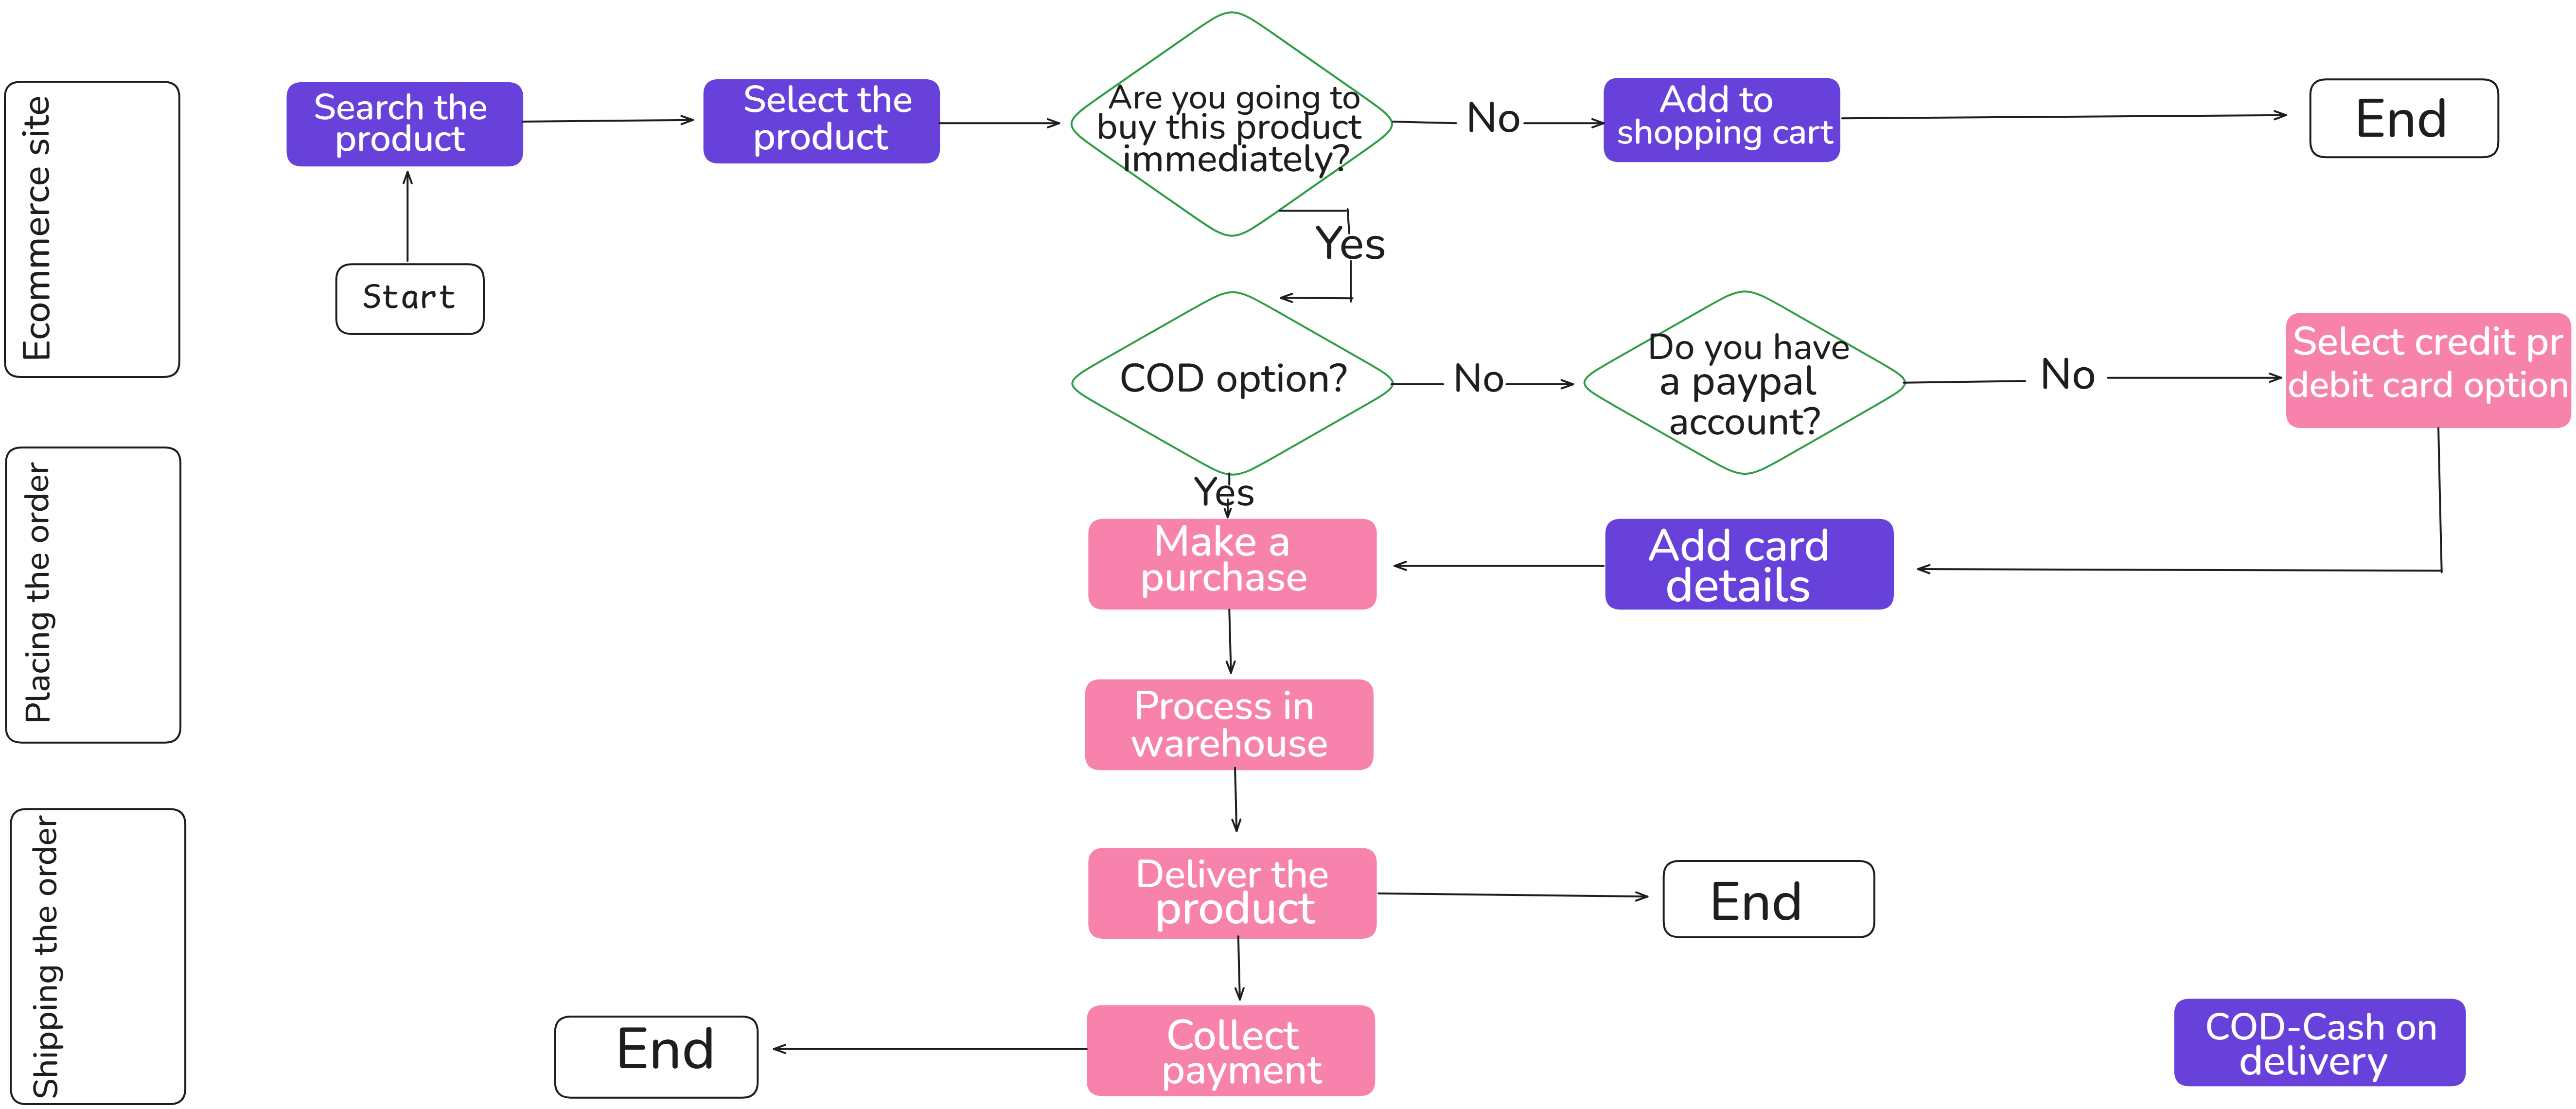 Ecommerce site
Search the
product
Select the
product
Are you going to
buy this product
immediately?
No
Add to
shopping cart
End
Start
Yes
COD option?
No
Do you have
a paypal
account?
No
Select credit pr
debit card option
Placing the order
Yes
Make a
purchase
Add card
details
Process in
warehouse
Shipping the order
Deliver the
product
End
Collect
payment
End
COD-Cash on
delivery